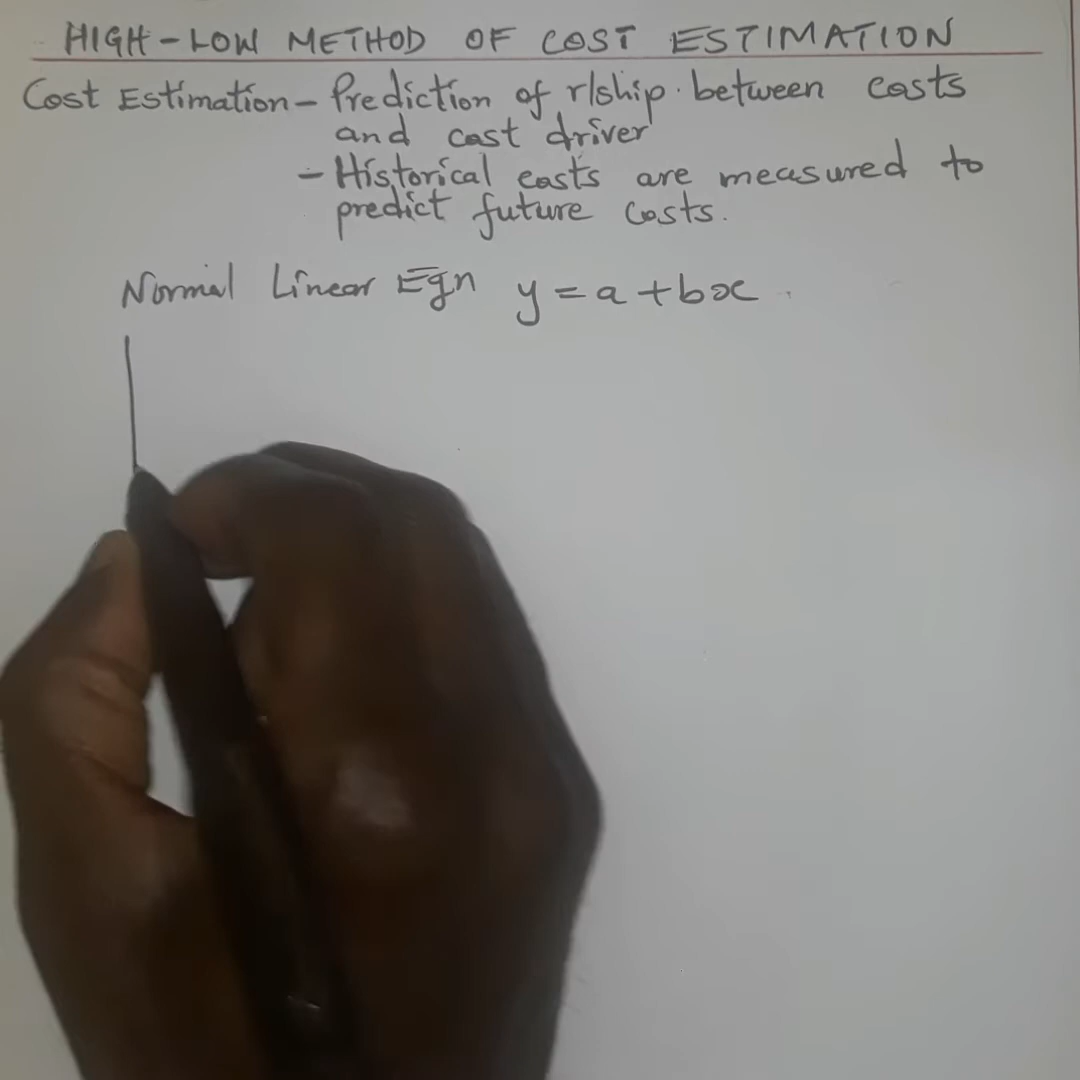 HIGH-LOW METHOD OF COST ESTIMATION
Cost Estimation - Prediction of r/ship between costs
and cost driver
- Historical costs are measured to
predict future costs.
Normal Linear Eqn y = a + bx